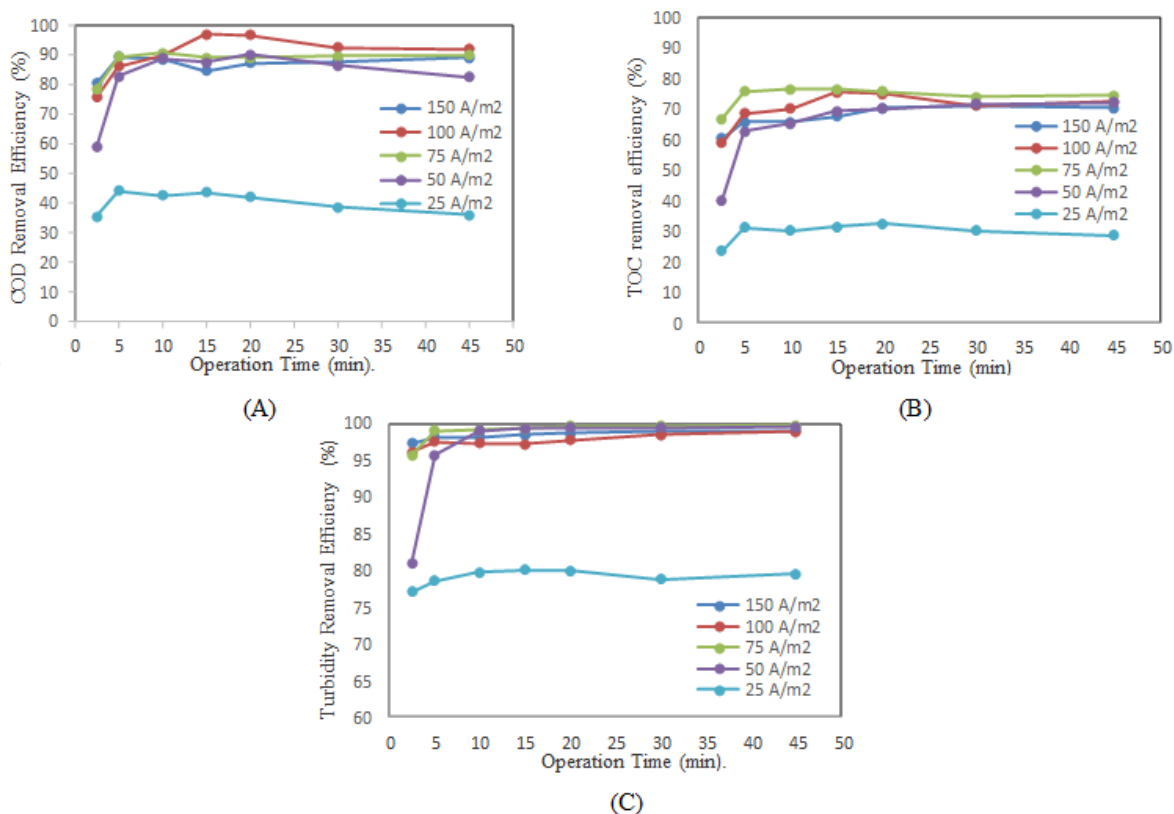 COD Removal Efficiency (%)
100
90
80
70
60
50
40
30
20
10
0
150 A/m2
100 A/m2
75 A/m2
50 A/m2
25 A/m2
0 5 10 15 20 25 30 35 40 45 50
Operation Time (min).
(A)
TOC removal efficiency (%)
100
90
80
70
60
50
40
30
20
10
0
150 A/m2
100 A/m2
75 A/m2
50 A/m2
25 A/m2
0 5 10 15 20 25 30 35 40 45 50
Operation Time (min)
(B)
Turbidity Removal Efficieny (%)
100
95
90
85
80
75
70
65
60
150 A/m2
100 A/m2
75 A/m2
50 A/m2
25 A/m2
0 5 10 15 20 25 30 35 40 45 50
Operation Time (min).
(C)